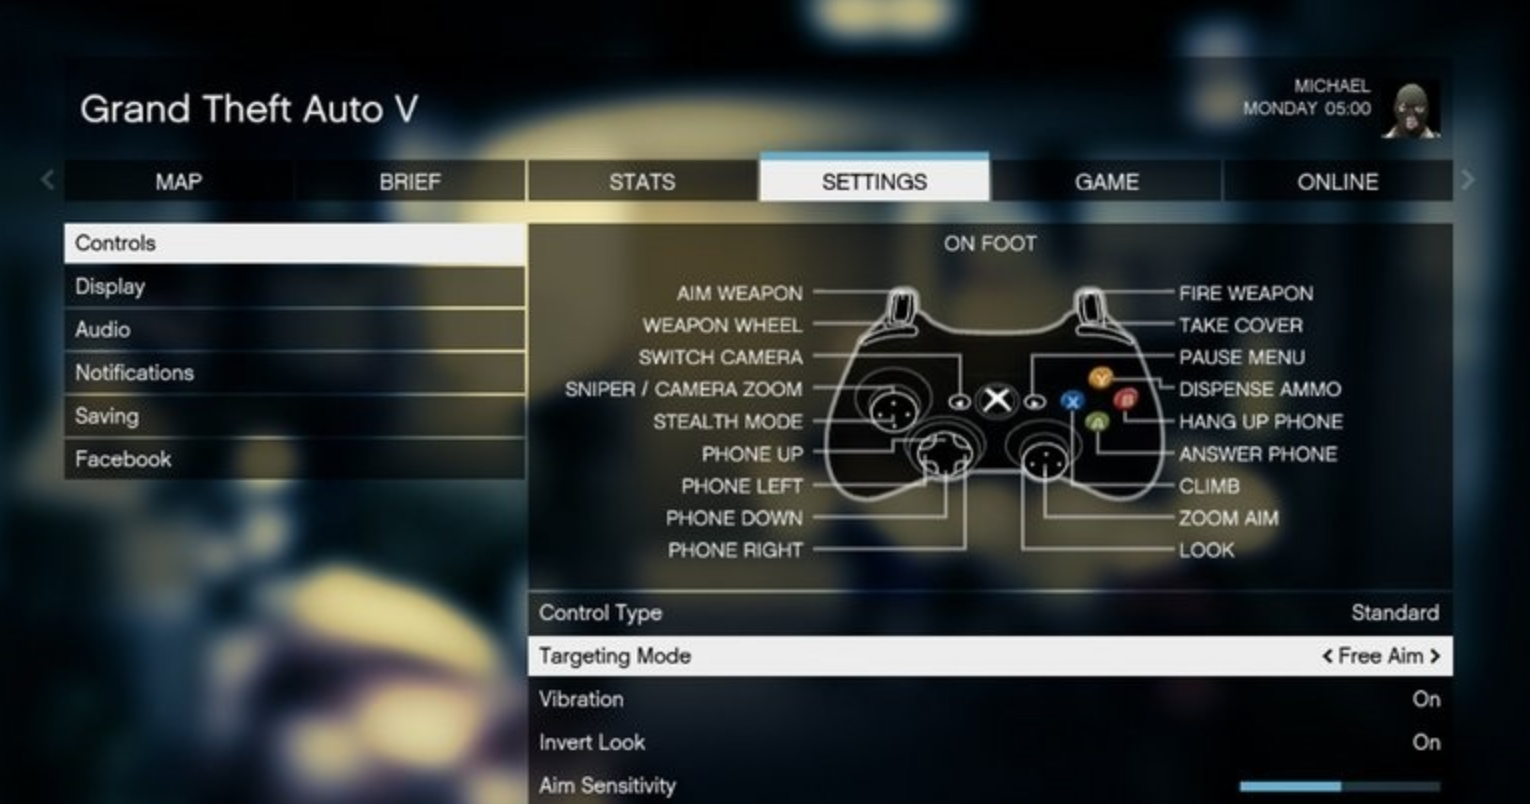 Grand Theft Auto V
MICHAEL
MONDAY 05:00
MAP BRIEF STATS SETTINGS GAME ONLINE
Controls
Display
Audio
Notifications
Saving
Facebook
ON FOOT
AIM WEAPON
WEAPON WHEEL
SWITCH CAMERA
SNIPER / CAMERA ZOOM
STEALTH MODE
PHONE UP
PHONE LEFT
PHONE DOWN
PHONE RIGHT
Y
X
B
A
FIRE WEAPON
TAKE COVER
PAUSE MENU
DISPENSE AMMO
HANG UP PHONE
ANSWER PHONE
CLIMB
ZOOM AIM
LOOK
Control Type Standard
Targeting Mode < Free Aim >
Vibration On
Invert Look On
Aim Sensitivity